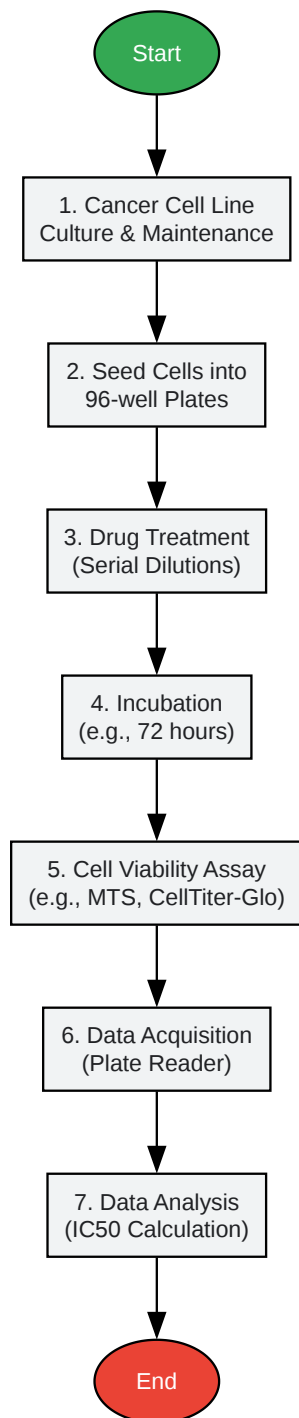 Start
1. Cancer Cell Line
Culture & Maintenance
2. Seed Cells into
96-well Plates
3. Drug Treatment
(Serial Dilutions)
4. Incubation
(e.g., 72 hours)
5. Cell Viability Assay
(e.g., MTS, CellTiter-Glo)
6. Data Acquisition
(Plate Reader)
7. Data Analysis
(IC50 Calculation)
End